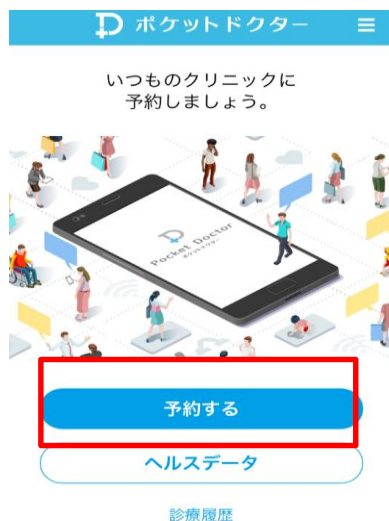 ポケットドクター
いつものクリニックに
予約しましょう。
Pocket Doctor
ポケットドクター
予約する
ヘルスデータ
診療履歴